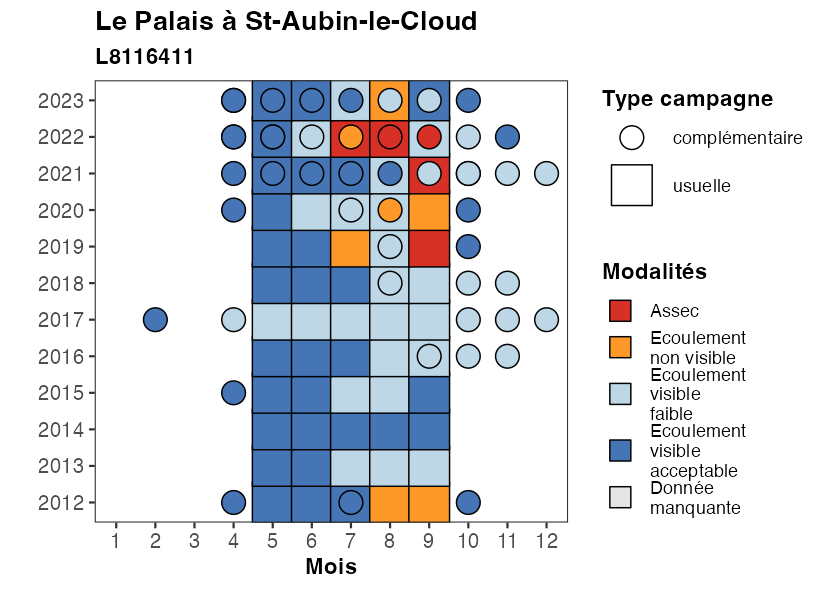 Le Palais à St-Aubin-le-Cloud
L8116411
2023
2022
2021
2020
2019
2018
2017
2016
2015
2014
2013
2012
1 2 3 4 5 6 7 8 9 10 11 12
Mois
Type campagne
complémentaire
usuelle
Modalités
Assec
Ecoulement
non visible
Ecoulement
visible
faible
Ecoulement
visible
acceptable
Donnée
manquante